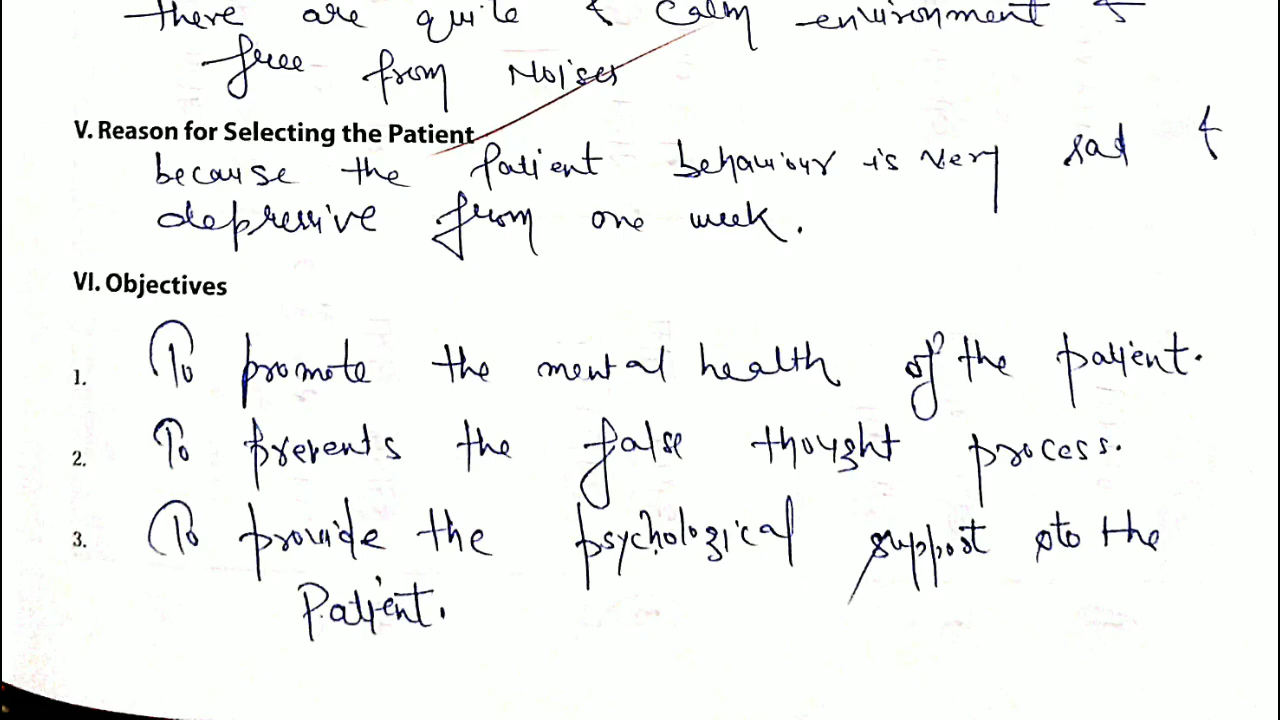 there are quite & calm environment &
free from Noises
V. Reason for Selecting the Patient
because the patient behaviour is very sad &
depressive from one week.
VI. Objectives
1. To promote the mental health of the patient.
2. To prevents the false thought process.
3. To provide the psychological support to the
Patient.